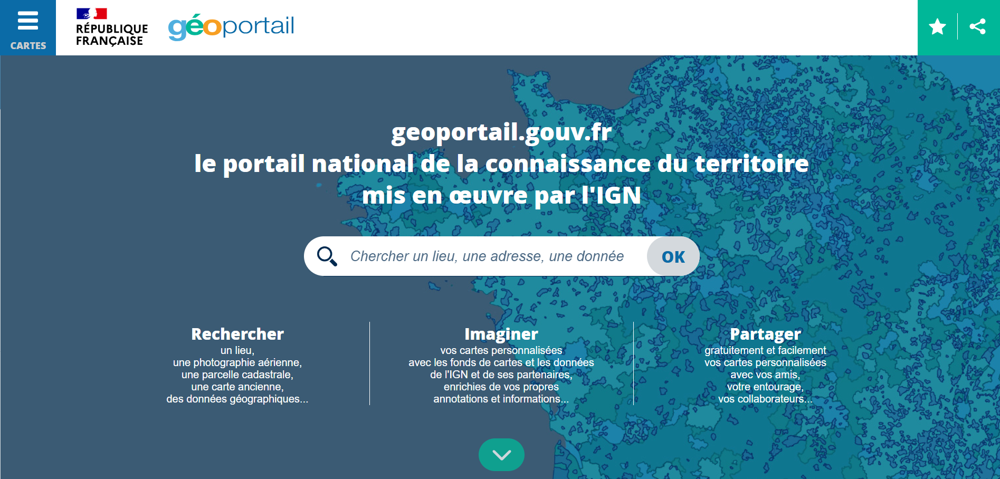 CARTES
RÉPUBLIQUE
FRANÇAISE
géoportail
geoportail.gouv.fr
le portail national de la connaissance du territoire
mis en œuvre par l'IGN
Chercher un lieu, une adresse, une donnée
OK
Rechercher
un lieu,
une photographie aérienne,
une parcelle cadastrale,
une carte ancienne,
des données géographiques...
Imaginer
vos cartes personnalisées
avec les fonds de cartes et les données
de l'IGN et de ses partenaires,
enrichies de vos propres
annotations et informations...
Partager
gratuitement et facilement
vos cartes personnalisées
avec vos amis,
votre entourage,
vos collaborateurs...